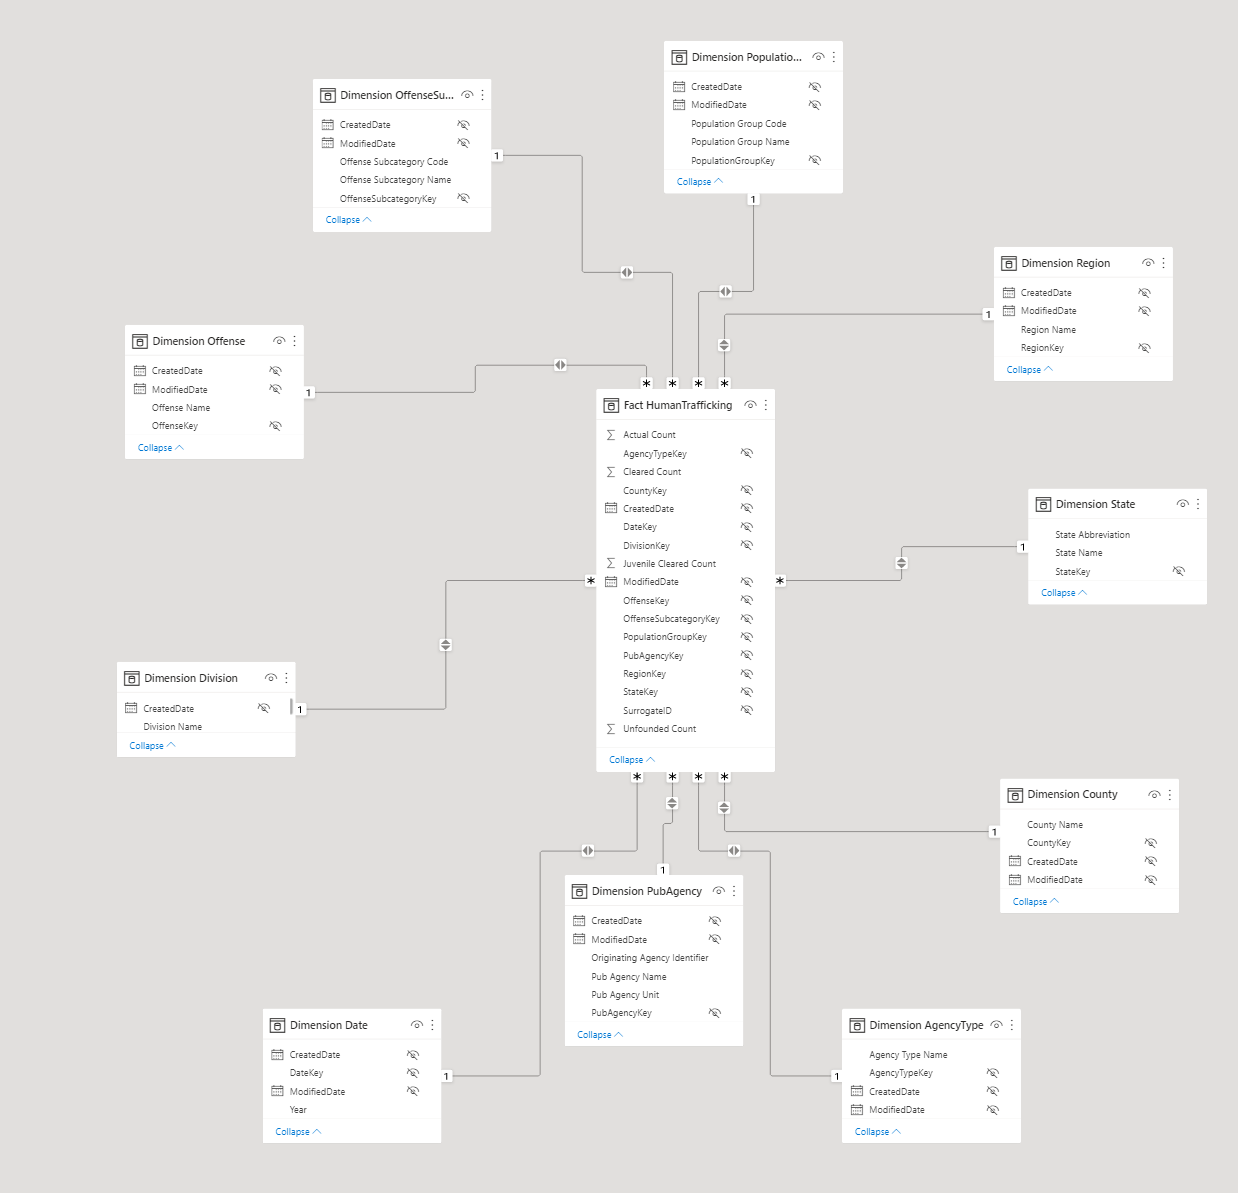 Dimension OffenseSu...
CreatedDate
ModifiedDate
Offense Subcategory Code
Offense Subcategory Name
OffenseSubcategoryKey
Collapse
1
Dimension Populatio...
CreatedDate
ModifiedDate
Population Group Code
Population Group Name
PopulationGroupKey
Collapse
1
Dimension Region
CreatedDate
ModifiedDate
Region Name
RegionKey
Collapse
1
Dimension Offense
CreatedDate
ModifiedDate
Offense Name
OffenseKey
Collapse
1
* * * *
Fact HumanTrafficking
Actual Count
AgencyTypeKey
Cleared Count
CountyKey
CreatedDate
DateKey
DivisionKey
Juvenile Cleared Count
ModifiedDate
OffenseKey
OffenseSubcategoryKey
PopulationGroupKey
PubAgencyKey
RegionKey
StateKey
SurrogateID
Unfounded Count
Collapse
* *
* * * *
Dimension State
State Abbreviation
State Name
StateKey
Collapse
1
Dimension Division
CreatedDate
Division Name
Collapse
1
Dimension County
County Name
CountyKey
CreatedDate
ModifiedDate
Collapse
1
1
Dimension PubAgency
CreatedDate
ModifiedDate
Originating Agency Identifier
Pub Agency Name
Pub Agency Unit
PubAgencyKey
Collapse
Dimension Date
CreatedDate
DateKey
ModifiedDate
Year
Collapse
1
Dimension AgencyType
Agency Type Name
AgencyTypeKey
CreatedDate
ModifiedDate
Collapse
1